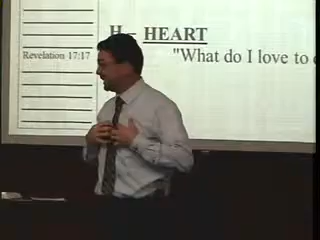 H – HEART
Revelation 17:17
"What do I love to